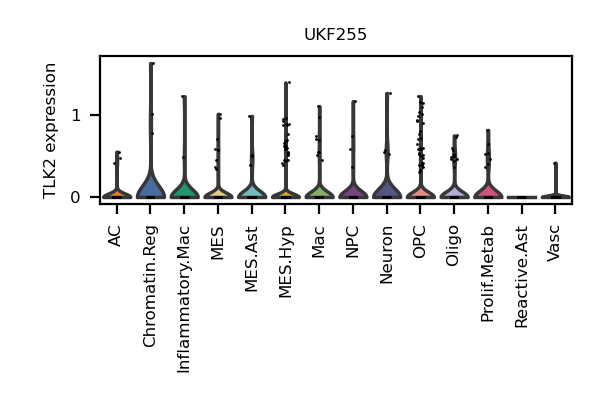 UKF255
TLK2 expression
1
0
AC
Chromatin.Reg
Inflammatory.Mac
MES
MES.Ast
MES.Hyp
Mac
NPC
Neuron
OPC
Oligo
Prolif.Metab
Reactive.Ast
Vasc